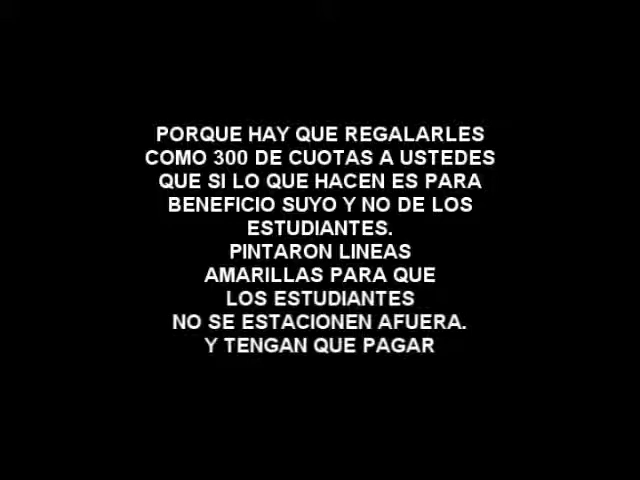 PORQUE HAY QUE REGALARLES
COMO 300 DE CUOTAS A USTEDES
QUE SI LO QUE HACEN ES PARA
BENEFICIO SUYO Y NO DE LOS
ESTUDIANTES.
PINTARON LINEAS
AMARILLAS PARA QUE
LOS ESTUDIANTES
NO SE ESTACIONEN AFUERA.
Y TENGAN QUE PAGAR